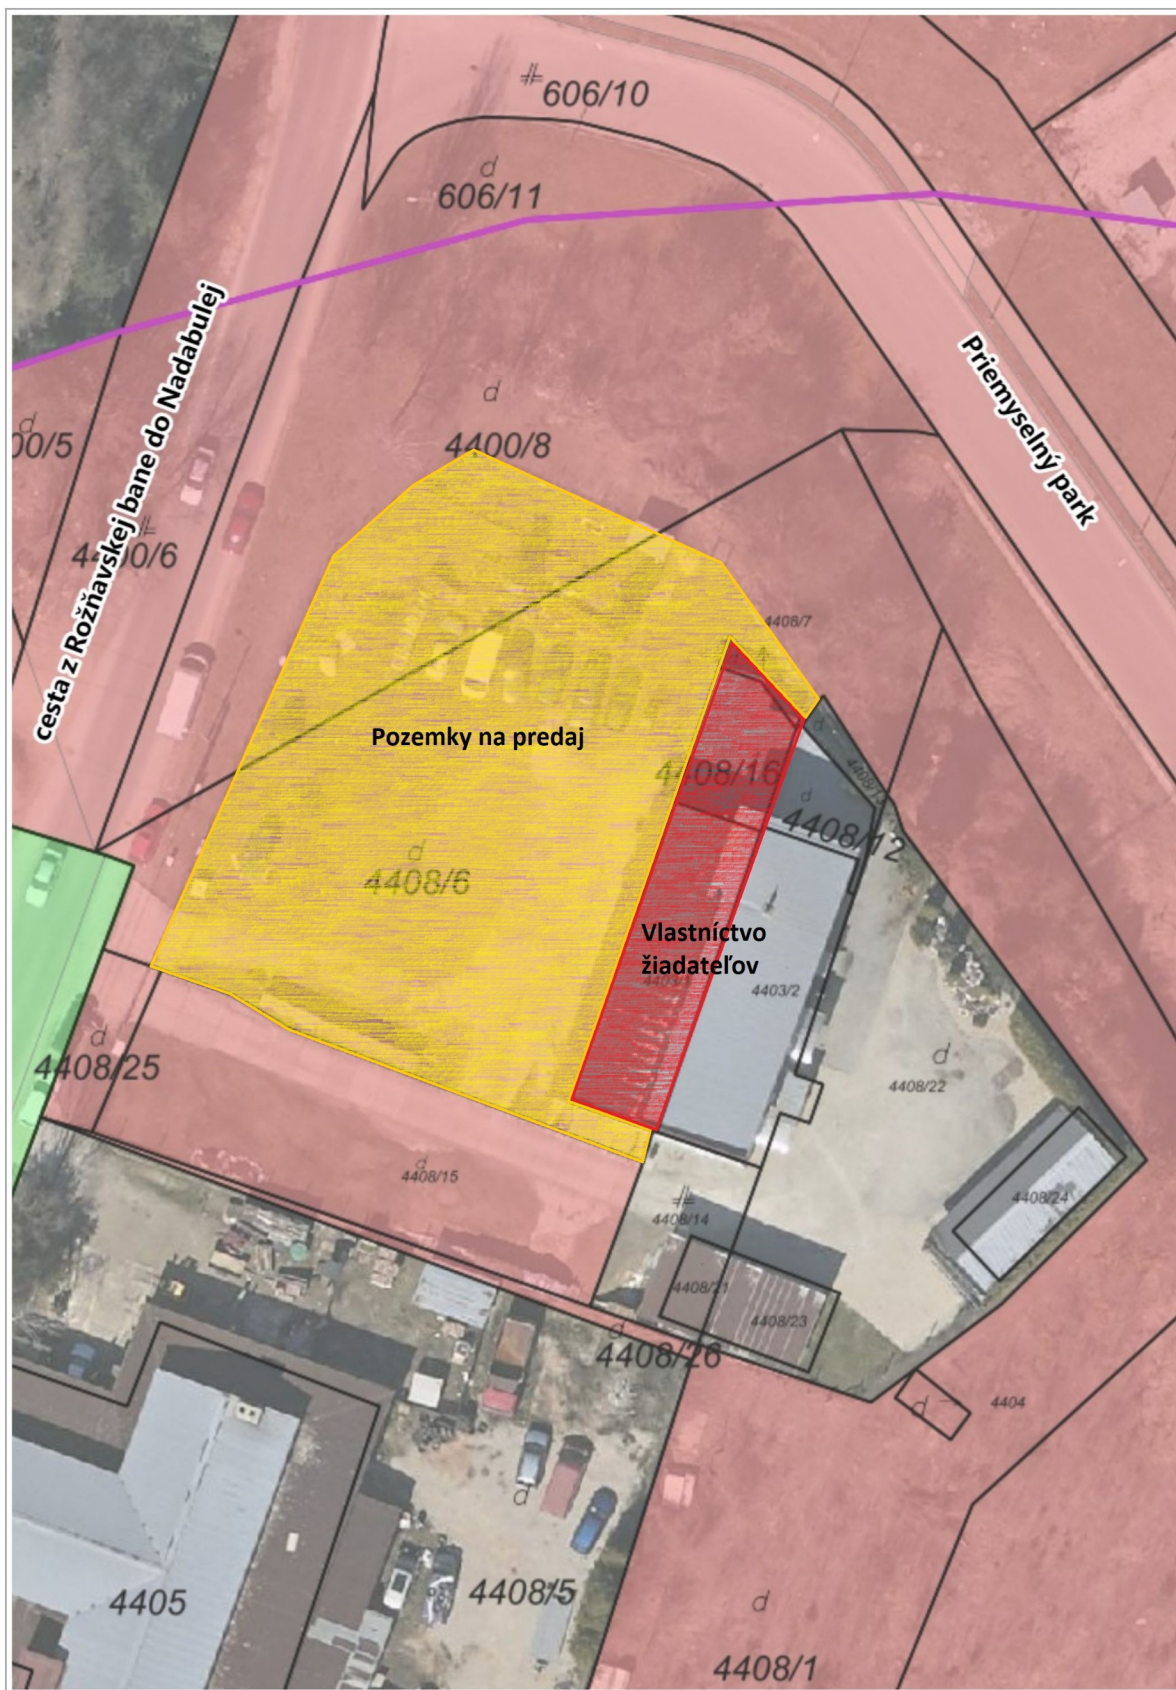 606/10
d
606/11
cesta z Rožňavskej bane do Nadabulej
Priemyselný park
d
00/5
d
4400/8
4400/6
4408/7
Pozemky na predaj
4408/16
d
d
4408/12
d
4408/6
Vlastníctvo
žiadateľov
4403/2
d
4408/25
d
4408/22
d
4408/15
4408/24
4408/14
4408/21
4408/23
d
4408/26
4404
d
d
4405
4408/5
d
4408/1